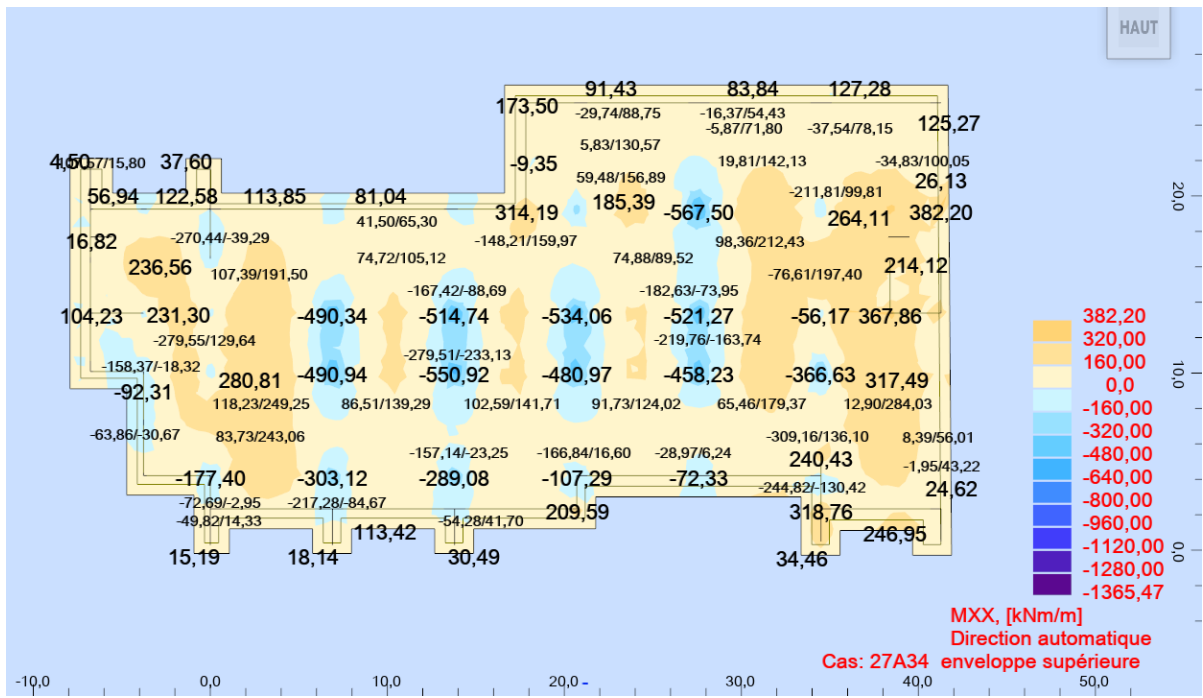 HAUT
91,43 83,84 127,28
173,50 -29,74/88,75 -16,37/54,43
-5,87/71,80 -37,54/78,15 125,27
5,83/130,57
4,50 /15,80 37,60 -9,35 19,81/142,13 -34,83/100,05
59,48/156,89 26,13
56,94 122,58 113,85 81,04 185,39 -211,81/99,81
314,19 -567,50 264,11 382,20
41,50/65,30
16,82 -270,44/-39,29 -148,21/159,97 98,36/212,43
236,56 107,39/191,50 74,72/105,12 74,88/89,52 -76,61/197,40 214,12
-167,42/-88,69 -182,63/-73,95
104,23 231,30 -490,34 -514,74 -534,06 -521,27 -56,17 367,86
-279,55/129,64 -219,76/-163,74
-279,51/-233,13
-158,37/-18,32
280,81 -490,94 -550,92 -480,97 -458,23 -366,63 317,49
-92,31
118,23/249,25 86,51/139,29 102,59/141,71 91,73/124,02 65,46/179,37 12,90/284,03
-63,86/-30,67 83,73/243,06 -309,16/136,10 8,39/56,01
-157,14/-23,25 -166,84/16,60 -28,97/6,24 240,43 -1,95/43,22
-177,40 -303,12 -289,08 -107,29 -72,33 -244,82/-130,42 24,62
-72,69/-2,95 -217,28/-84,67
-49,82/14,33 -54,28/41,70 209,59 318,76
113,42 246,95
15,19 18,14 30,49 34,46
382,20
320,00
160,00
0,0
-160,00
-320,00
-480,00
-640,00
-800,00
-960,00
-1120,00
-1280,00
-1365,47
MXX, [kNm/m]
Direction automatique
Cas: 27A34 enveloppe supérieure
20,0
10,0
0,0
-10,0 0,0 10,0 20,0 30,0 40,0 50,0